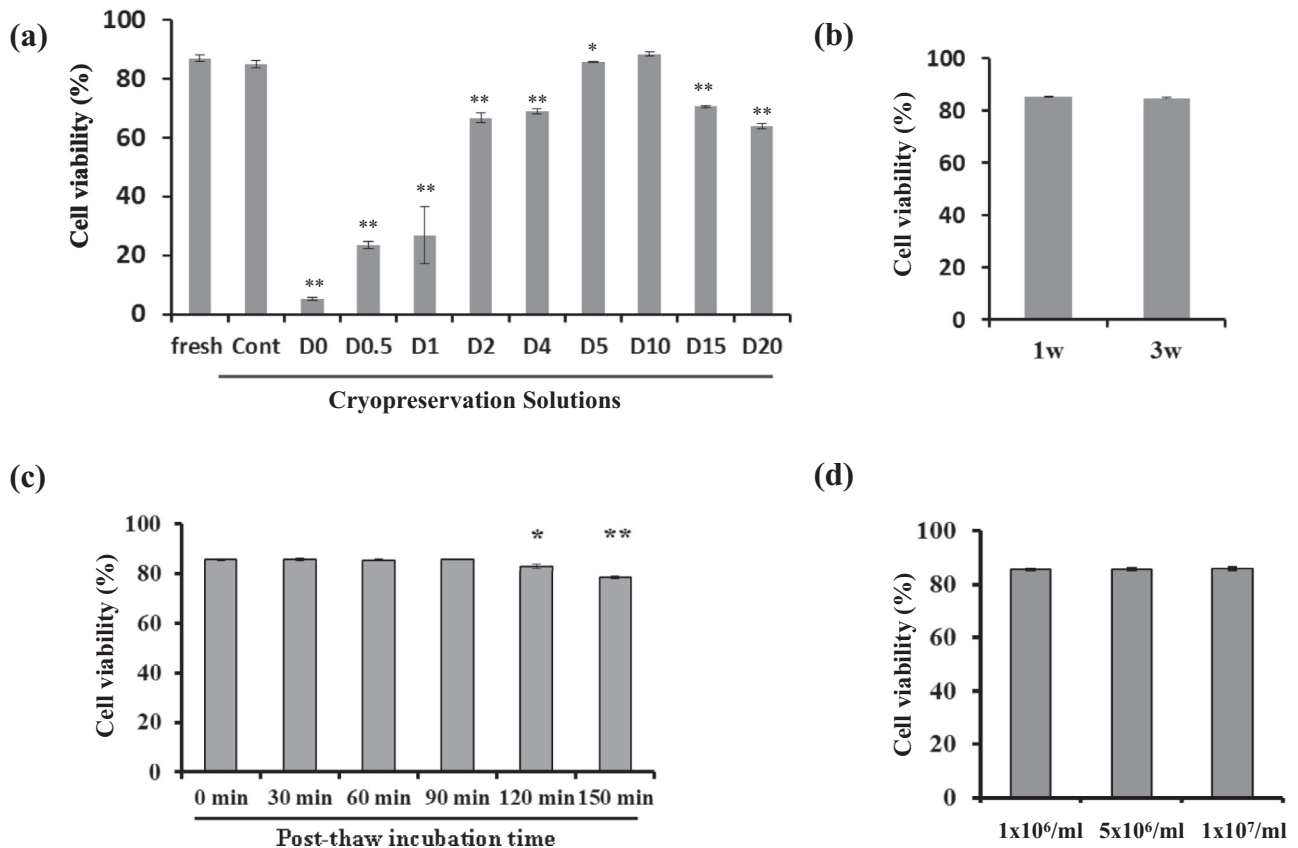 (a)
Cell viability (%)
100
80
60
40
20
0
*
**
**
**
**
**
**
**
fresh Cont D0 D0.5 D1 D2 D4 D5 D10 D15 D20
Cryopreservation Solutions
(b)
Cell viability (%)
100
80
60
40
20
0
1w 3w
(c)
Cell viability (%)
100
80
60
40
20
0
* **
0 min 30 min 60 min 90 min 120 min 150 min
Post-thaw incubation time
(d)
Cell viability (%)
100
80
60
40
20
0
1x10⁶/ml 5x10⁶/ml 1x10⁷/ml